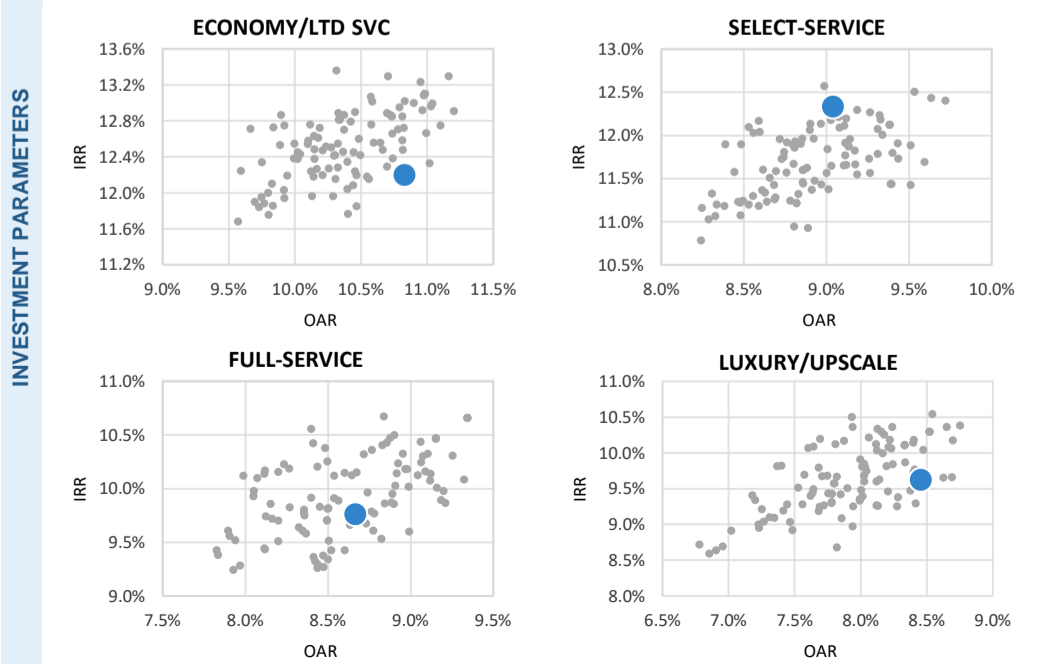 INVESTMENT PARAMETERS
ECONOMY/LTD SVC
13.6%
13.2%
12.8%
12.4%
12.0%
11.6%
11.2%
IRR
9.0% 9.5% 10.0% 10.5% 11.0% 11.5%
OAR
SELECT-SERVICE
13.0%
12.5%
12.0%
11.5%
11.0%
10.5%
IRR
8.0% 8.5% 9.0% 9.5% 10.0%
OAR
FULL-SERVICE
11.0%
10.5%
10.0%
9.5%
9.0%
IRR
7.5% 8.0% 8.5% 9.0% 9.5%
OAR
LUXURY/UPSCALE
11.0%
10.5%
10.0%
9.5%
9.0%
8.5%
8.0%
IRR
6.5% 7.0% 7.5% 8.0% 8.5% 9.0%
OAR